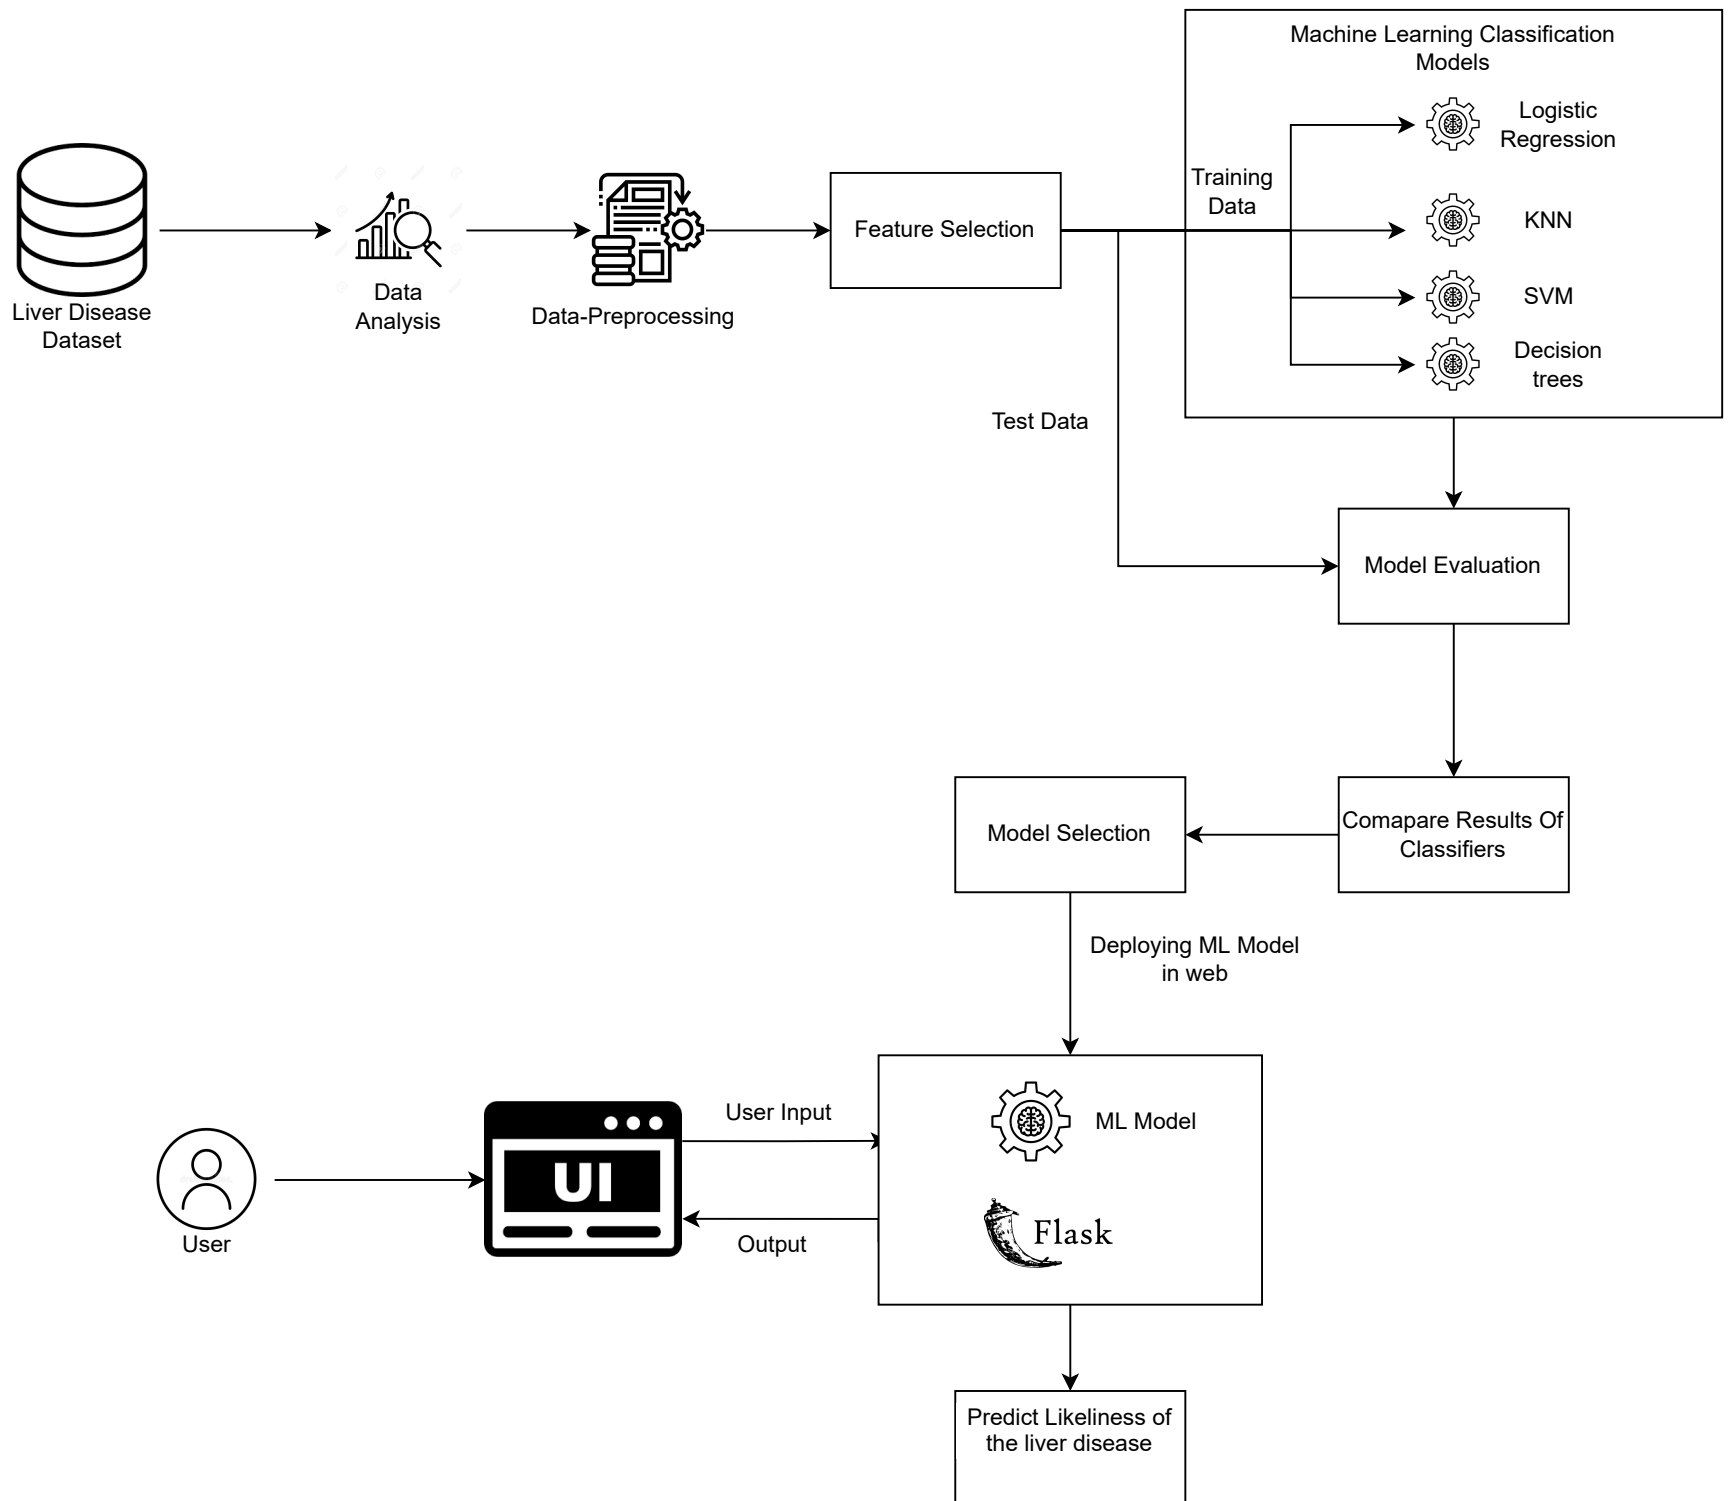 Machine Learning Classification
Models
Logistic
Regression
Training
Data
KNN
Feature Selection
SVM
Data
Analysis
Data-Preprocessing
Liver Disease
Dataset
Decision
trees
Test Data
Model Evaluation
Model Selection
Comapare Results Of
Classifiers
Deploying ML Model
in web
User Input
ML Model
UI
Flask
User
Output
Predict Likeliness of
the liver disease